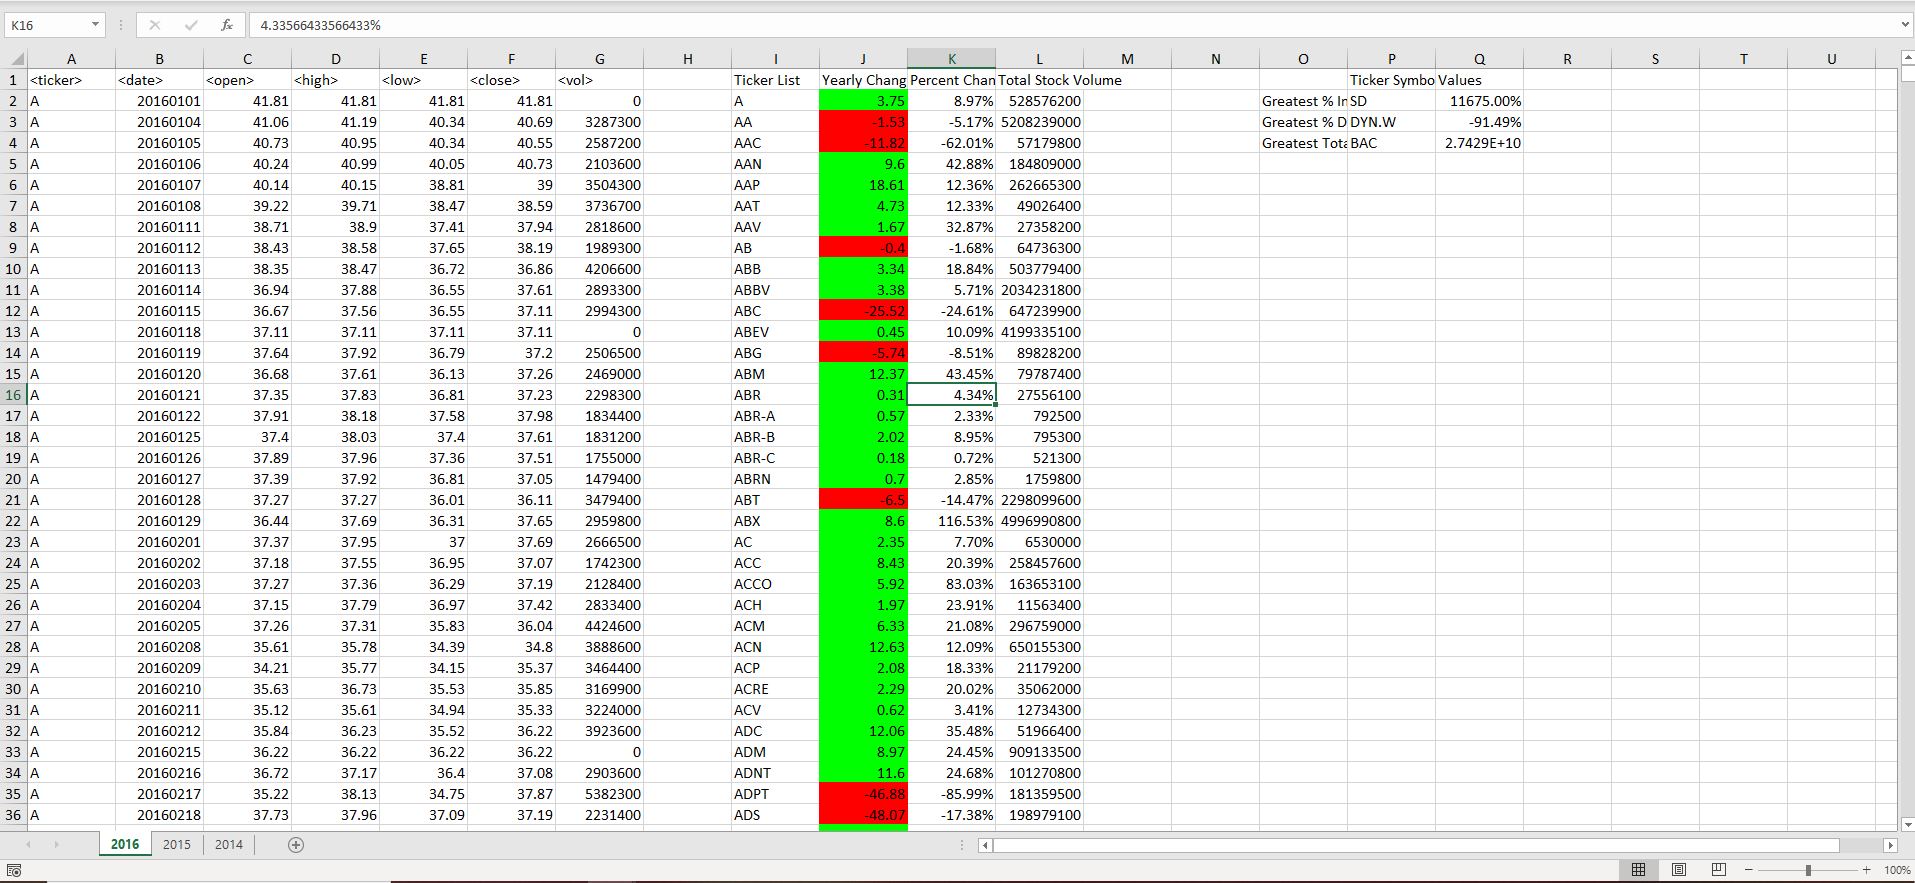 K16 fx 4.33566433566433%
A B C D E F G H I J K L M N O P Q R S T U
1 <ticker> <date> <open> <high> <low> <close> <vol> Ticker List Yearly Chang Percent Chan Total Stock Volume Ticker Symbo Values
2 A 20160101 41.81 41.81 41.81 41.81 0 A 3.75 8.97% 528576200 Greatest % In SD 11675.00%
3 A 20160104 41.06 41.19 40.34 40.69 3287300 AA -1.53 -5.17% 5208239000 Greatest % D DYN.W -91.49%
4 A 20160105 40.73 40.95 40.34 40.55 2587200 AAC -11.82 -62.01% 57179800 Greatest Tota BAC 2.7429E+10
5 A 20160106 40.24 40.99 40.05 40.73 2103600 AAN 9.6 42.88% 184809000
6 A 20160107 40.14 40.15 38.81 39 3504300 AAP 18.61 12.36% 262665300
7 A 20160108 39.22 39.71 38.47 38.59 3736700 AAT 4.73 12.33% 49026400
8 A 20160111 38.71 38.9 37.41 37.94 2818600 AAV 1.67 32.87% 27358200
9 A 20160112 38.43 38.58 37.65 38.19 1989300 AB -0.4 -1.68% 64736300
10 A 20160113 38.35 38.47 36.72 36.86 4206600 ABB 3.34 18.84% 503779400
11 A 20160114 36.94 37.88 36.55 37.61 2893300 ABBV 3.38 5.71% 2034231800
12 A 20160115 36.67 37.56 36.55 37.11 2994300 ABC -25.52 -24.61% 647239900
13 A 20160118 37.11 37.11 37.11 37.11 0 ABEV 0.45 10.09% 4199335100
14 A 20160119 37.64 37.92 36.79 37.2 2506500 ABG -5.74 -8.51% 89828200
15 A 20160120 36.68 37.61 36.13 37.26 2469000 ABM 12.37 43.45% 79787400
16 A 20160121 37.35 37.83 36.81 37.23 2298300 ABR 0.31 4.34% 27556100
17 A 20160122 37.91 38.18 37.58 37.98 1834400 ABR-A 0.57 2.33% 792500
18 A 20160125 37.4 38.03 37.4 37.61 1831200 ABR-B 2.02 8.95% 795300
19 A 20160126 37.89 37.96 37.36 37.51 1755000 ABR-C 0.18 0.72% 521300
20 A 20160127 37.39 37.92 36.81 37.05 1479400 ABRN 0.7 2.85% 1759800
21 A 20160128 37.27 37.27 36.01 36.11 3479400 ABT -6.5 -14.47% 2298099600
22 A 20160129 36.44 37.69 36.31 37.65 2959800 ABX 8.6 116.53% 4996990800
23 A 20160201 37.37 37.95 37 37.69 2666500 AC 2.35 7.70% 6530000
24 A 20160202 37.18 37.55 36.95 37.07 1742300 ACC 8.43 20.39% 258457600
25 A 20160203 37.27 37.36 36.29 37.19 2128400 ACCO 5.92 83.03% 163653100
26 A 20160204 37.15 37.79 36.97 37.42 2833400 ACH 1.97 23.91% 11563400
27 A 20160205 37.26 37.31 35.83 36.04 4424600 ACM 6.33 21.08% 296759000
28 A 20160208 35.61 35.78 34.39 34.8 3888600 ACN 12.63 12.09% 650155300
29 A 20160209 34.21 35.77 34.15 35.37 3464400 ACP 2.08 18.33% 21179200
30 A 20160210 35.63 36.73 35.53 35.85 3169900 ACRE 2.29 20.02% 35062000
31 A 20160211 35.12 35.61 34.94 35.33 3224000 ACV 0.62 3.41% 12734300
32 A 20160212 35.84 36.23 35.52 36.22 3923600 ADC 12.06 35.48% 51966400
33 A 20160215 36.22 36.22 36.22 36.22 0 ADM 8.97 24.45% 909133500
34 A 20160216 36.72 37.17 36.4 37.08 2903600 ADNT 11.6 24.68% 101270800
35 A 20160217 35.22 38.13 34.75 37.87 5382300 ADPT -46.88 -85.99% 181359500
36 A 20160218 37.73 37.96 37.09 37.19 2231400 ADS -48.07 -17.38% 198979100
2016 2015 2014
100%